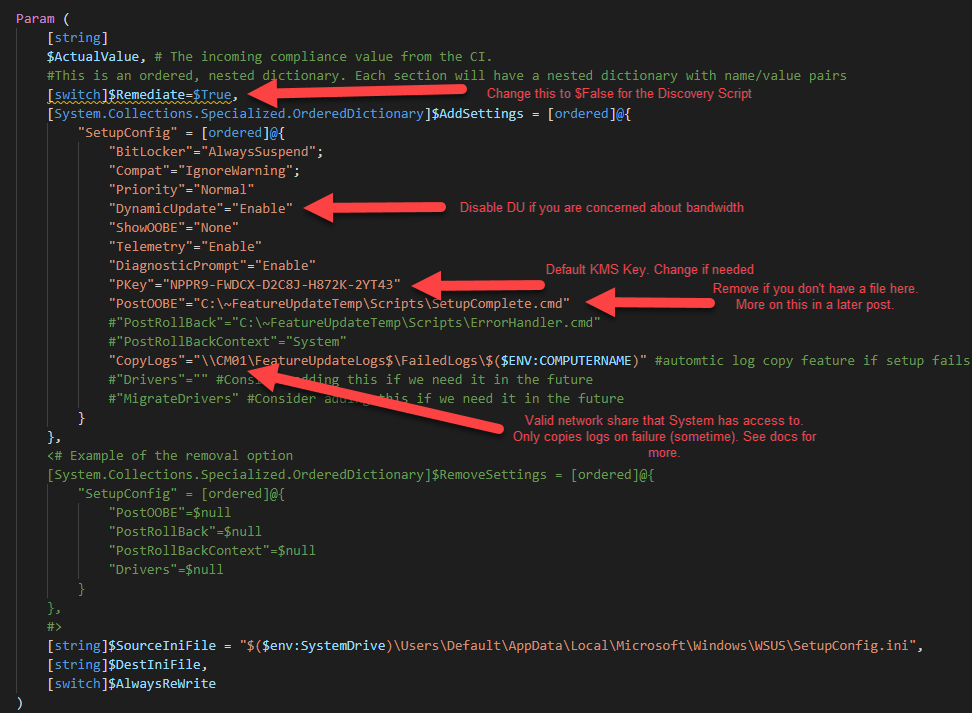 Param (
[string]
$ActualValue, # The incoming compliance value from the CI.
#This is an ordered, nested dictionary. Each section will have a nested dictionary with name/value pairs
[switch]$Remediate=$True,
Change this to $False for the Discovery Script
[System.Collections.Specialized.OrderedDictionary]$AddSettings = [ordered]@{
"SetupConfig" = [ordered]@{
"BitLocker"="AlwaysSuspend";
"Compat"="IgnoreWarning";
"Priority"="Normal"
"DynamicUpdate"="Enable"
Disable DU if you are concerned about bandwidth
"ShowOOBE"="None"
"Telemetry"="Enable"
"DiagnosticPrompt"="Enable"
Default KMS Key. Change if needed
"PKey"="NPPR9-FWDCX-D2C8J-H872K-2YT43"
Remove if you don't have a file here.
More on this in a later post.
"PostOOBE"="C:\~FeatureUpdateTemp\Scripts\SetupComplete.cmd"
#"PostRollBack"="C:\~FeatureUpdateTemp\Scripts\ErrorHandler.cmd"
#"PostRollBackContext"="System"
"CopyLogs"="\\CM01\FeatureUpdateLogs$\FailedLogs\$($ENV:COMPUTERNAME)" #automtic log copy feature if setup fails
#"Drivers"="" #Consider adding this if we need it in the future
#"MigrateDrivers" #Consider adding this if we need it in the future
}
Valid network share that System has access to.
Only copies logs on failure (sometime). See docs for
more.
},
<# Example of the removal option
[System.Collections.Specialized.OrderedDictionary]$RemoveSettings = [ordered]@{
"SetupConfig" = [ordered]@{
"PostOOBE"=$null
"PostRollBack"=$null
"PostRollBackContext"=$null
"Drivers"=$null
}
},
#>
[string]$SourceIniFile = "$($env:SystemDrive)\Users\Default\AppData\Local\Microsoft\Windows\WSUS\SetupConfig.ini",
[string]$DestIniFile,
[switch]$AlwaysReWrite
)